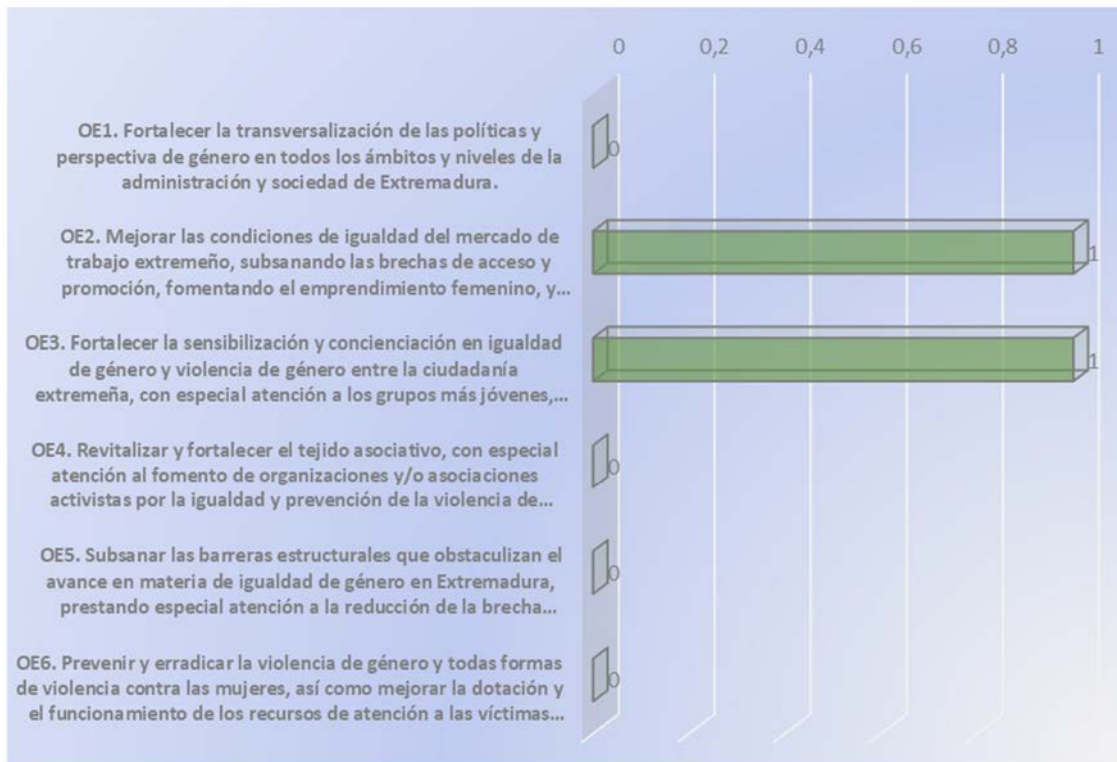 0 0,2 0,4 0,6 0,8 1
OE1. Fortalecer la transversalización de las políticas y
perspectiva de género en todos los ámbitos y niveles de la
administración y sociedad de Extremadura.
0
OE2. Mejorar las condiciones de igualdad del mercado de
trabajo extremeño, subsanando las brechas de acceso y
promoción, fomentando el emprendimiento femenino, y...
1
OE3. Fortalecer la sensibilización y concienciación en igualdad
de género y violencia de género entre la ciudadanía
extremeña, con especial atención a los grupos más jóvenes,...
1
OE4. Revitalizar y fortalecer el tejido asociativo, con especial
atención al fomento de organizaciones y/o asociaciones
activistas por la igualdad y prevención de la violencia de...
0
OE5. Subsanar las barreras estructurales que obstaculizan el
avance en materia de igualdad de género en Extremadura,
prestando especial atención a la reducción de la brecha...
0
OE6. Prevenir y erradicar la violencia de género y todas formas
de violencia contra las mujeres, así como mejorar la dotación y
el funcionamiento de los recursos de atención a las víctimas...
0